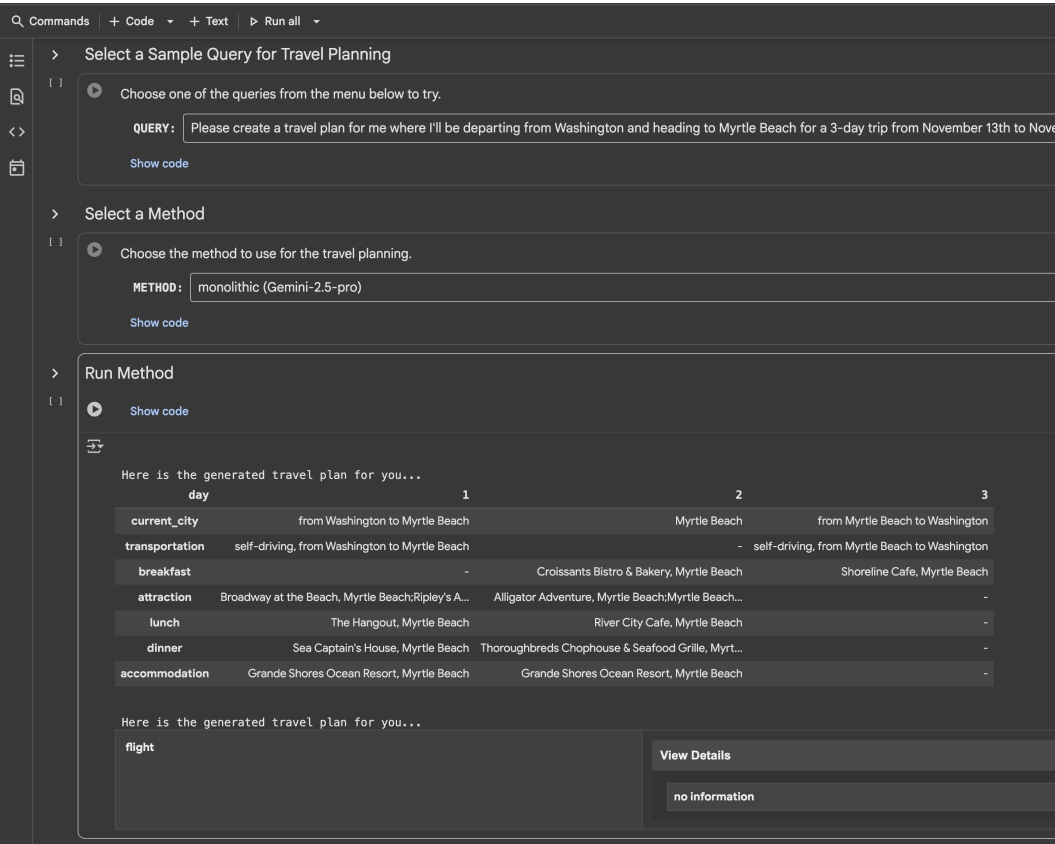 Commands + Code + Text Run all
Select a Sample Query for Travel Planning
[ ]
Choose one of the queries from the menu below to try.
QUERY: Please create a travel plan for me where I'll be departing from Washington and heading to Myrtle Beach for a 3-day trip from November 13th to Nove
Show code
Select a Method
[ ]
Choose the method to use for the travel planning.
METHOD: monolithic (Gemini-2.5-pro)
Show code
Run Method
[ ]
Show code
Here is the generated travel plan for you...
day 1 2 3
current_city from Washington to Myrtle Beach Myrtle Beach from Myrtle Beach to Washington
transportation self-driving, from Washington to Myrtle Beach - self-driving, from Myrtle Beach to Washington
breakfast - Croissants Bistro & Bakery, Myrtle Beach Shoreline Cafe, Myrtle Beach
attraction Broadway at the Beach, Myrtle Beach;Ripley's A... Alligator Adventure, Myrtle Beach;Myrtle Beach... -
lunch The Hangout, Myrtle Beach River City Cafe, Myrtle Beach -
dinner Sea Captain's House, Myrtle Beach Thoroughbreds Chophouse & Seafood Grille, Myrt... -
accommodation Grande Shores Ocean Resort, Myrtle Beach Grande Shores Ocean Resort, Myrtle Beach -
Here is the generated travel plan for you...
flight
View Details
no information